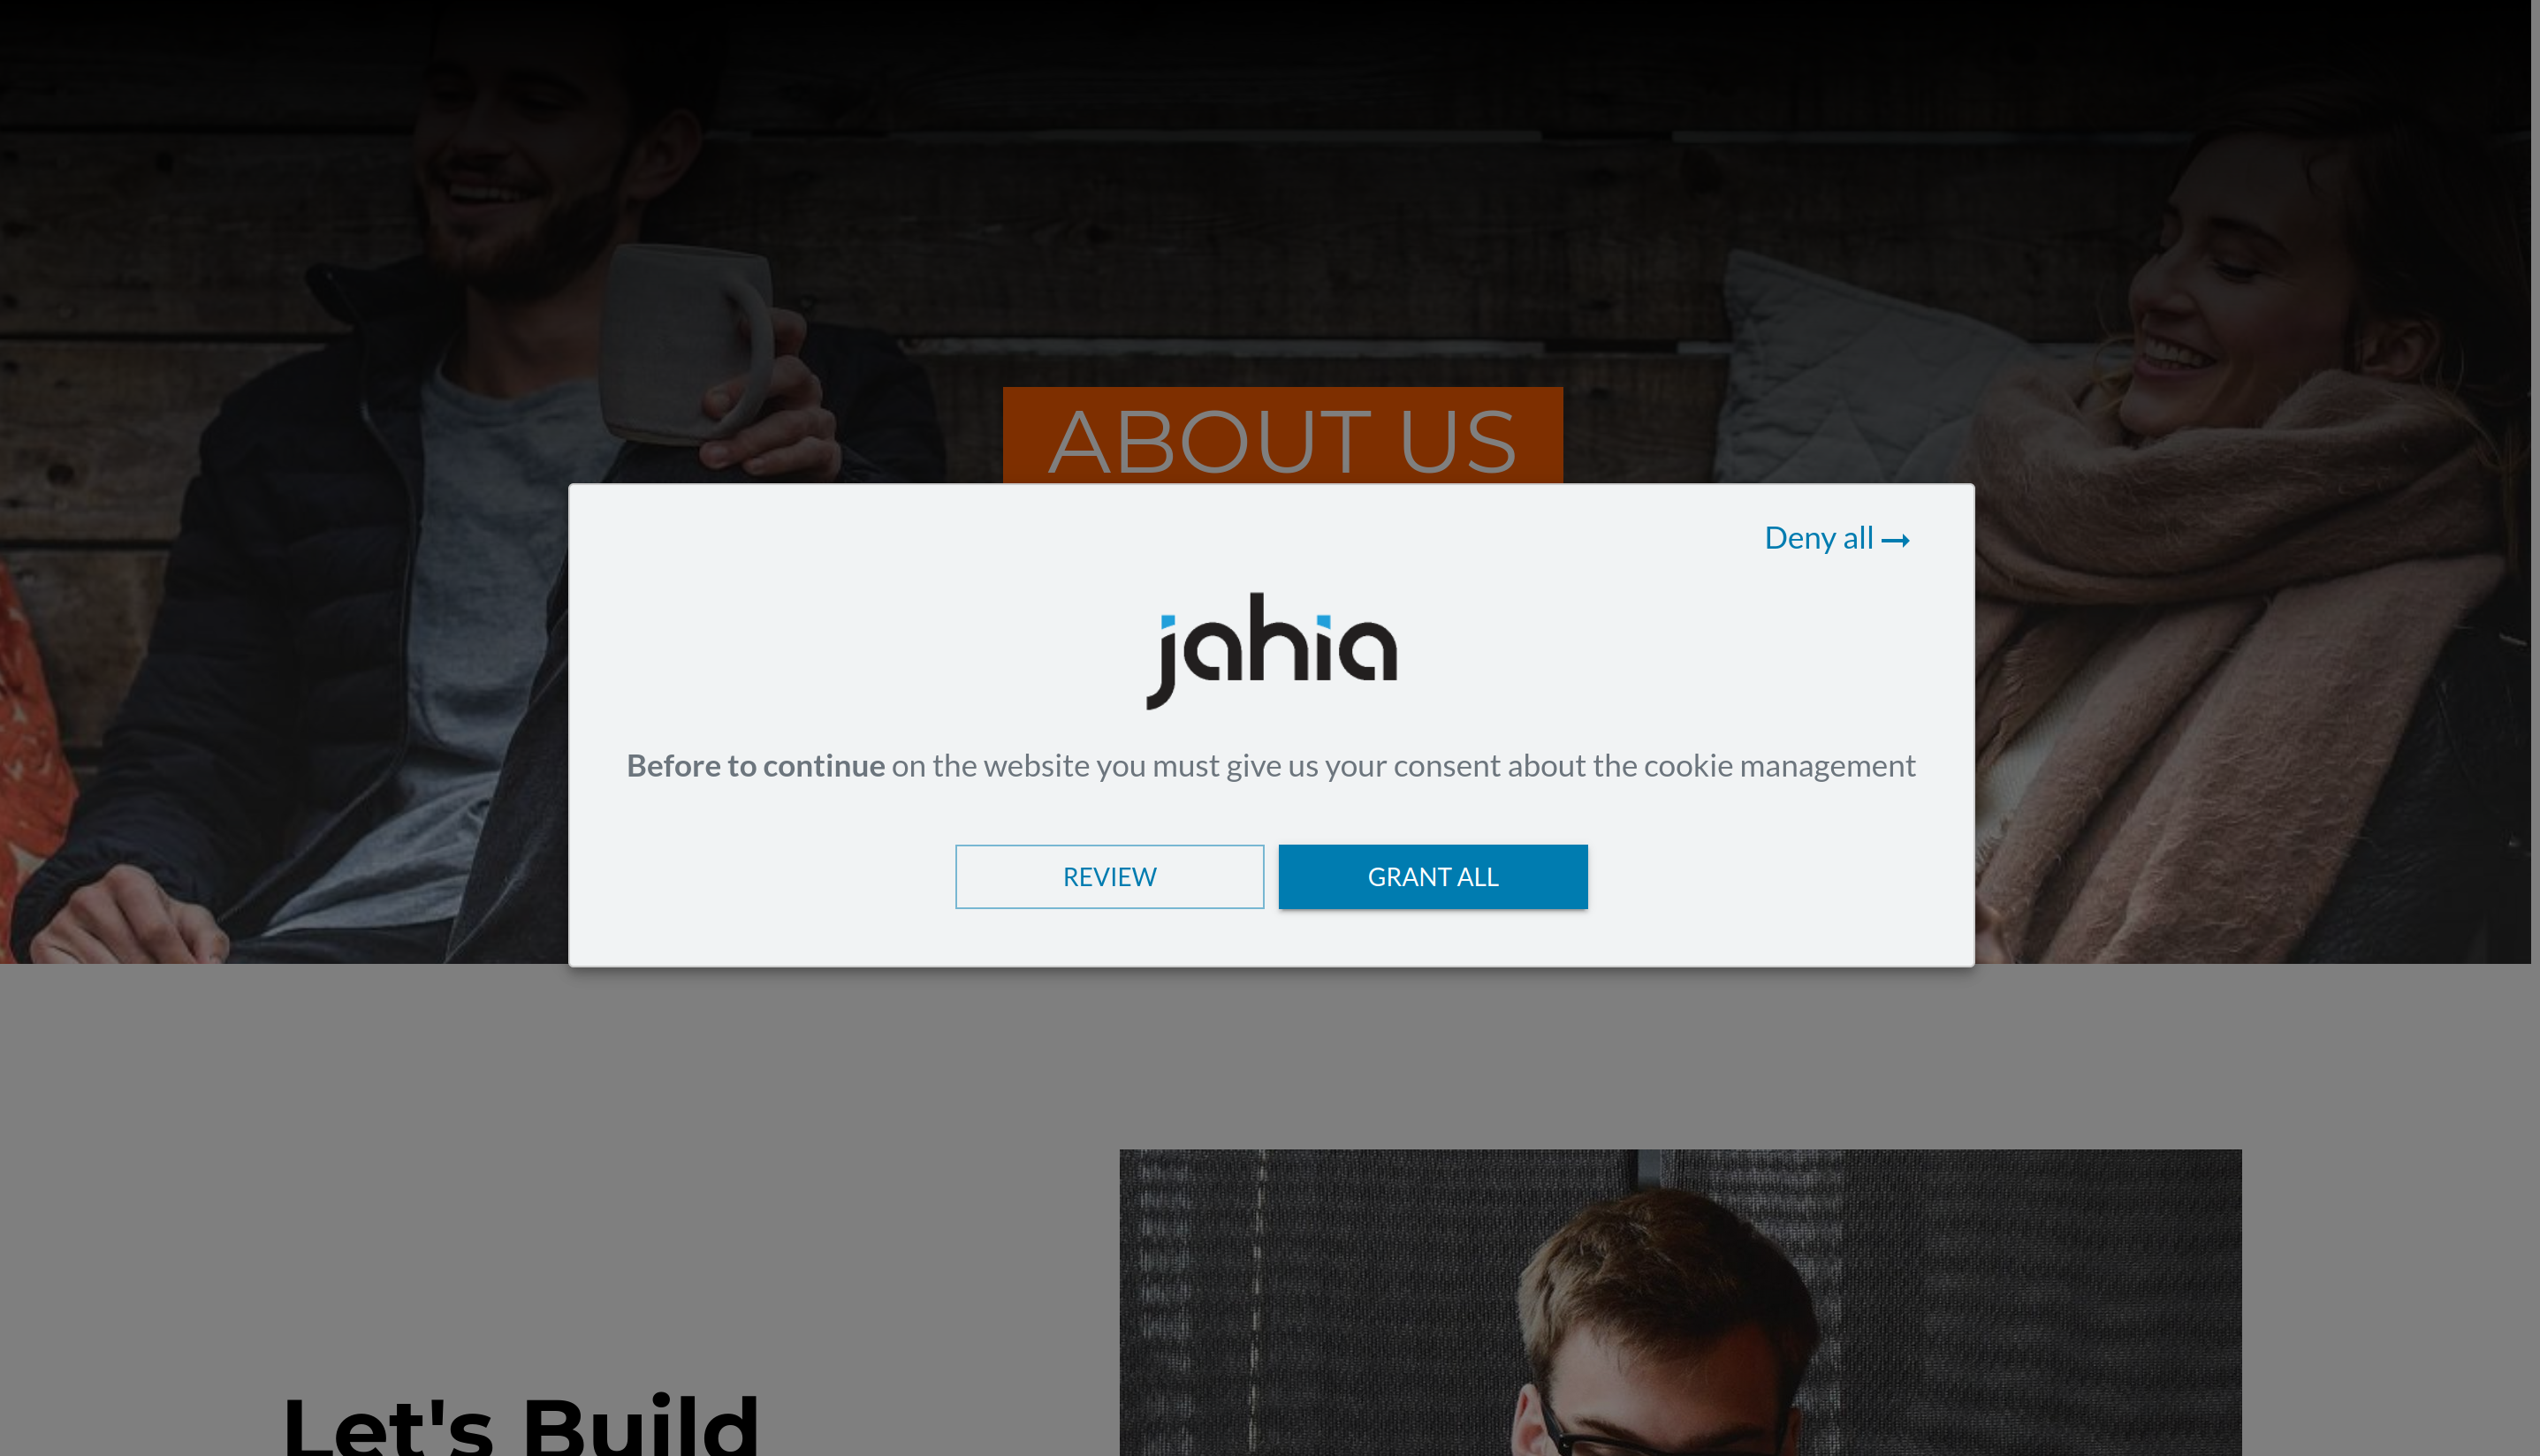 ABOUT US
Deny all
jahia
Before to continue on the website you must give us your consent about the cookie management
REVIEW
GRANT ALL
Let's Build